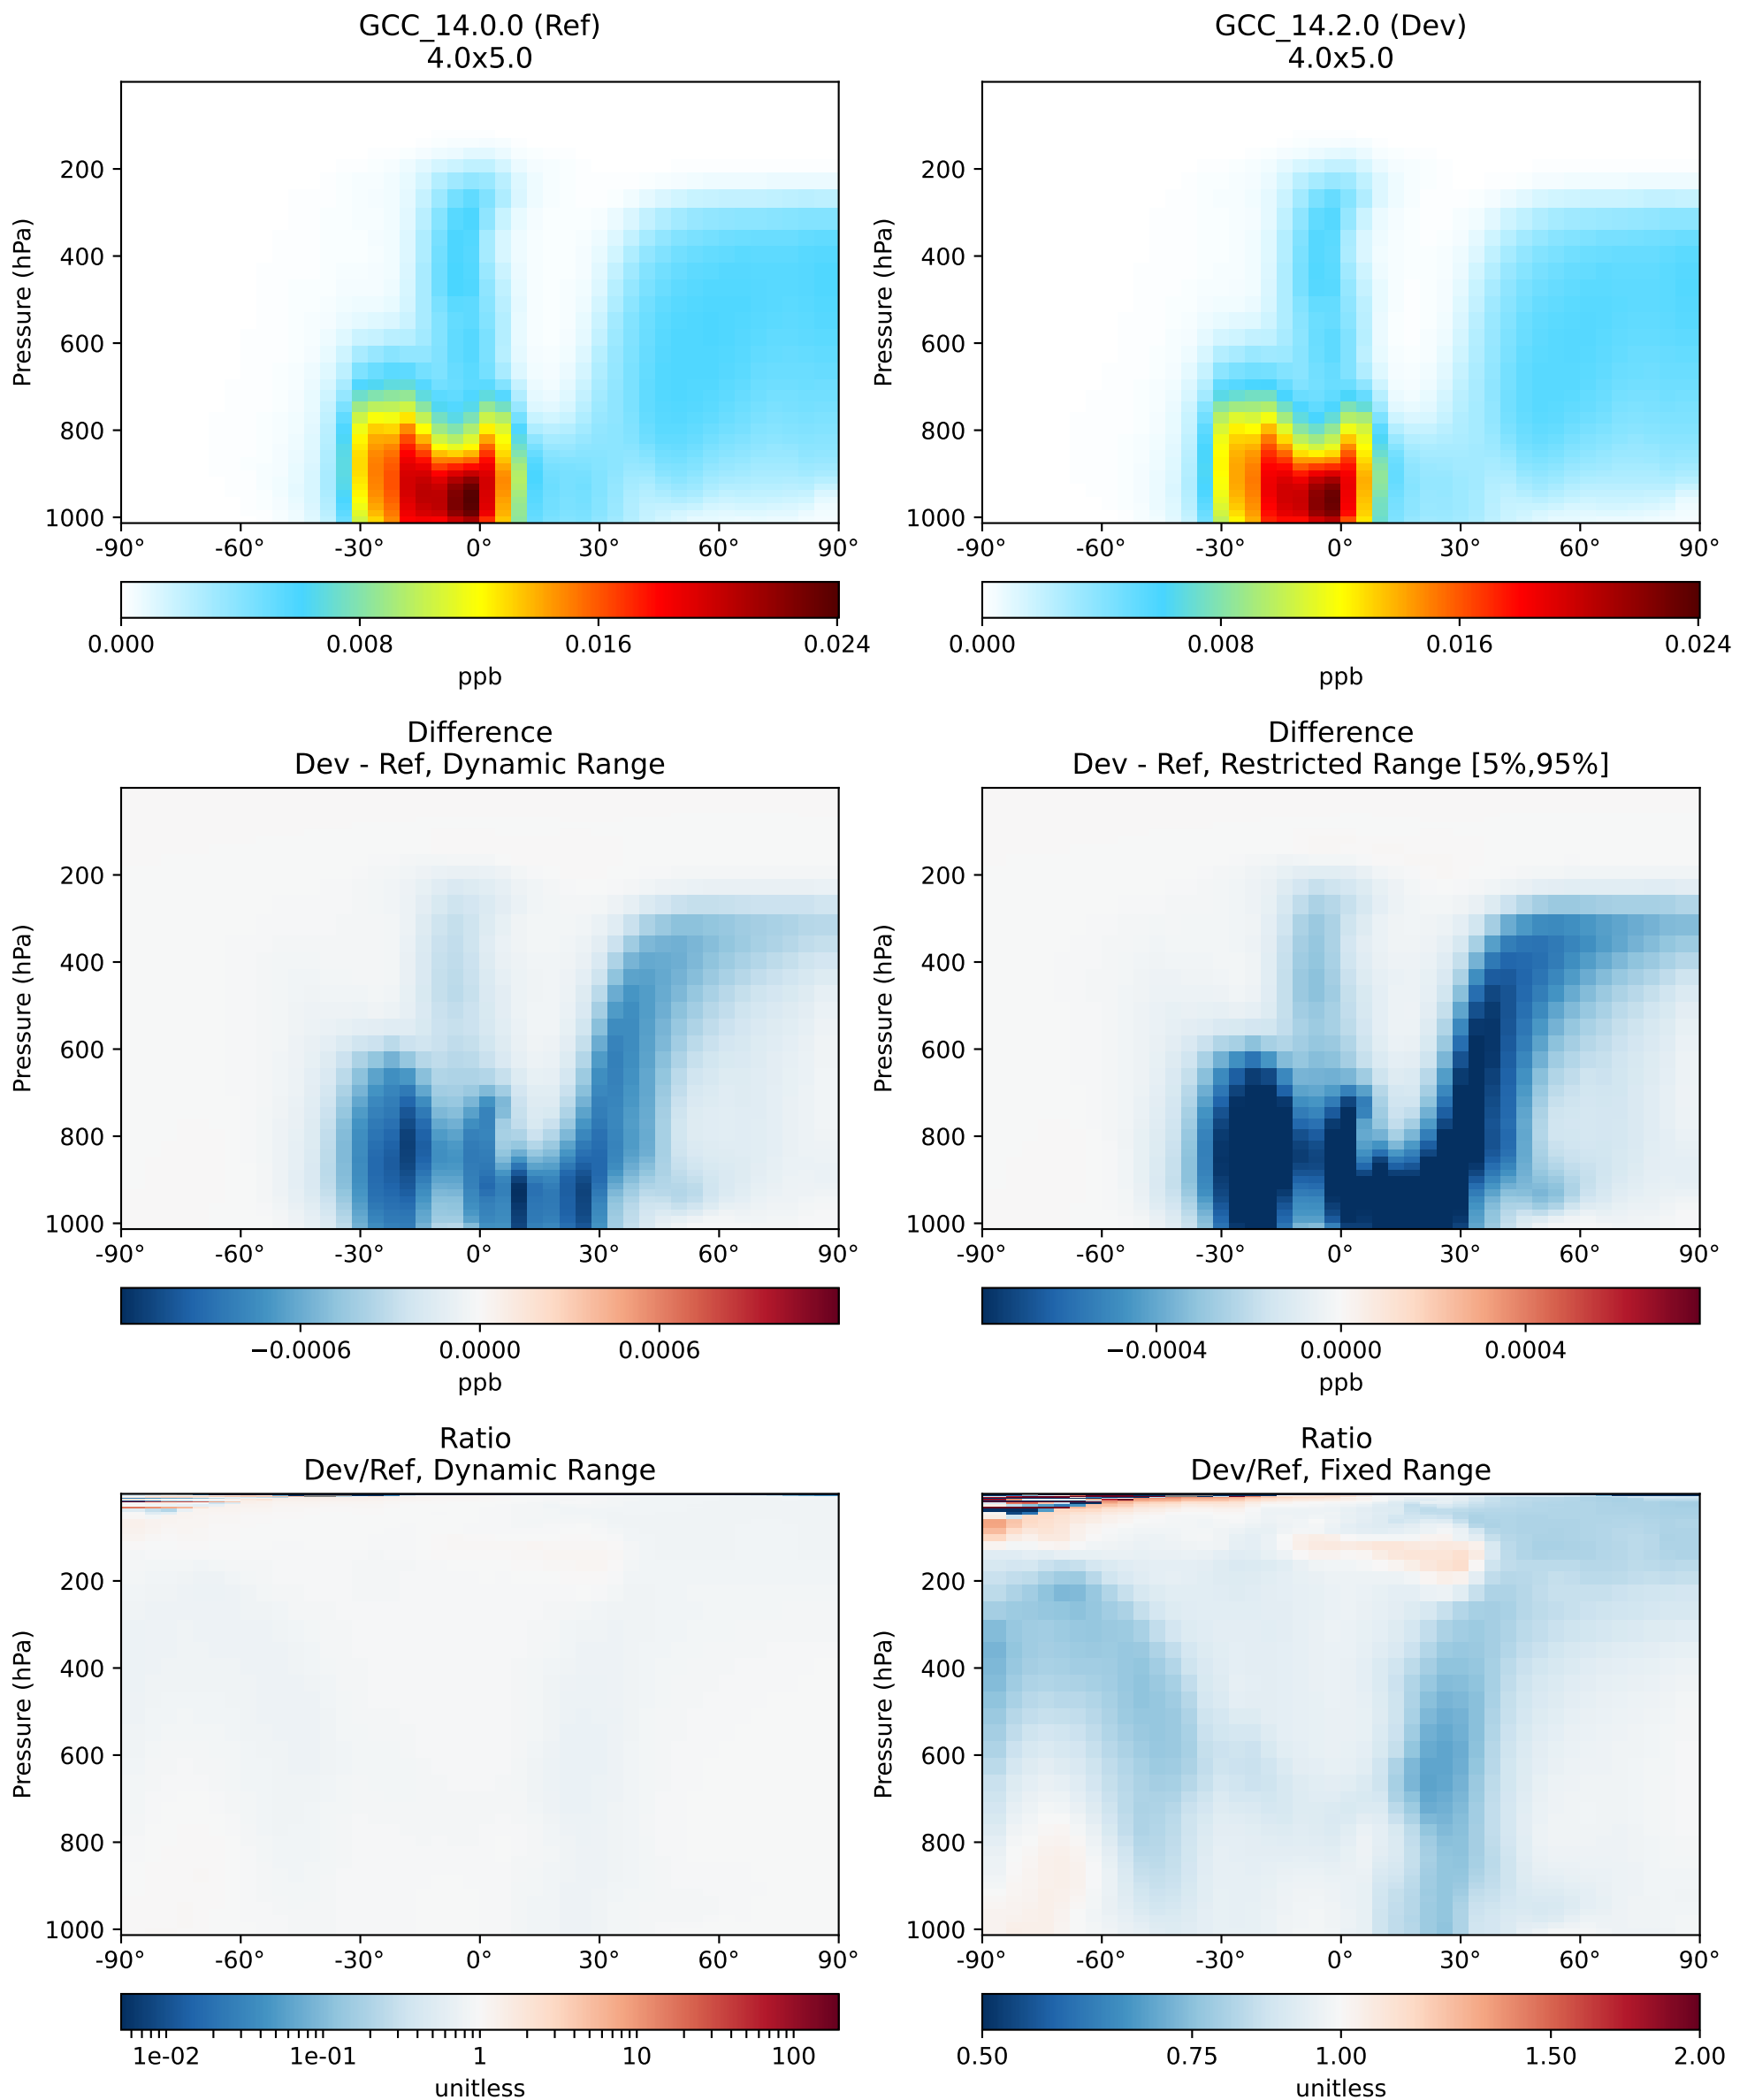 GCC_14.0.0 (Ref)
4.0x5.0
Pressure (hPa)
200
400
600
800
1000
-90° -60° -30° 0° 30° 60° 90°
0.000 0.008 0.016 0.024
ppb
GCC_14.2.0 (Dev)
4.0x5.0
Pressure (hPa)
200
400
600
800
1000
-90° -60° -30° 0° 30° 60° 90°
0.000 0.008 0.016 0.024
ppb
Difference
Dev - Ref, Dynamic Range
Pressure (hPa)
200
400
600
800
1000
-90° -60° -30° 0° 30° 60° 90°
−0.0006 0.0000 0.0006
ppb
Difference
Dev - Ref, Restricted Range [5%,95%]
Pressure (hPa)
200
400
600
800
1000
-90° -60° -30° 0° 30° 60° 90°
−0.0004 0.0000 0.0004
ppb
Ratio
Dev/Ref, Dynamic Range
Pressure (hPa)
200
400
600
800
1000
-90° -60° -30° 0° 30° 60° 90°
1e-02 1e-01 1 10 100
unitless
Ratio
Dev/Ref, Fixed Range
Pressure (hPa)
200
400
600
800
1000
-90° -60° -30° 0° 30° 60° 90°
0.50 0.75 1.00 1.50 2.00
unitless